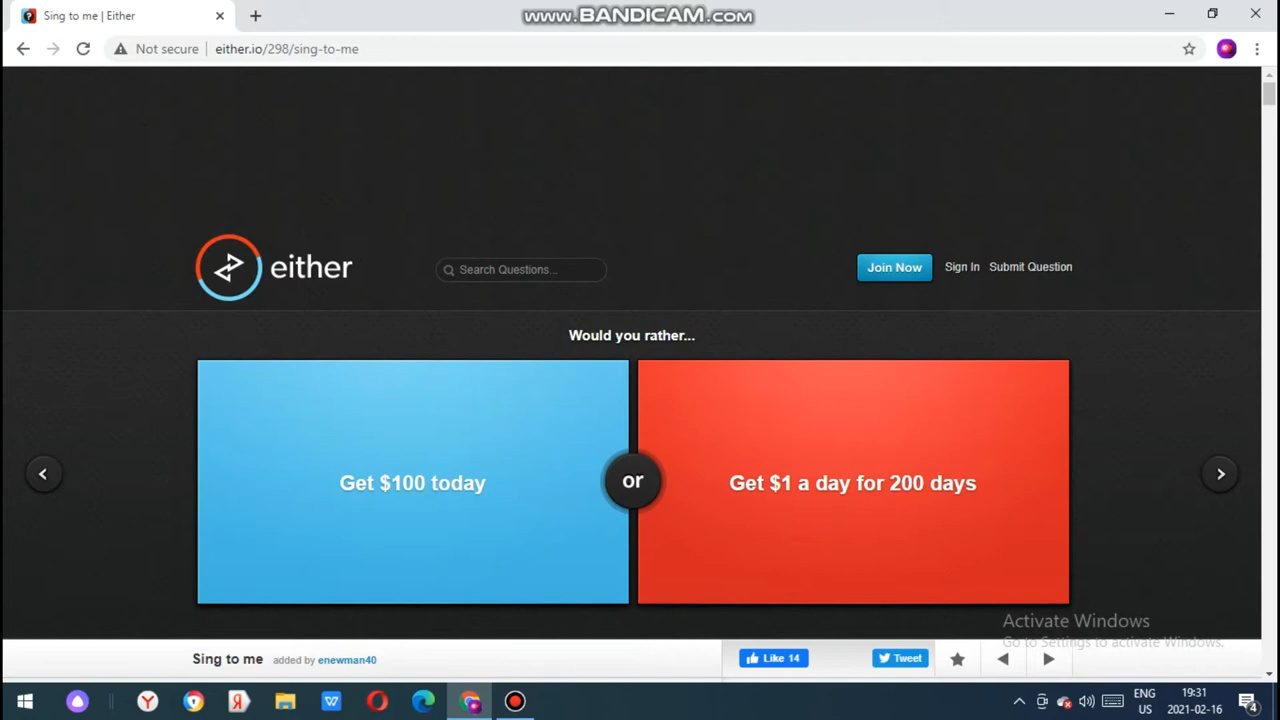 Sing to me | Either
www.BANDICAM.com
Not secure
either.io/298/sing-to-me
either
Search Questions...
Join Now
Sign In
Submit Question
Would you rather...
Get $100 today
or
Get $1 a day for 200 days
Activate Windows
Go to Settings to activate Windows.
Sing to me
added by enewman40
Like 14
Tweet
ENG
19:31
US
2021-02-16
4